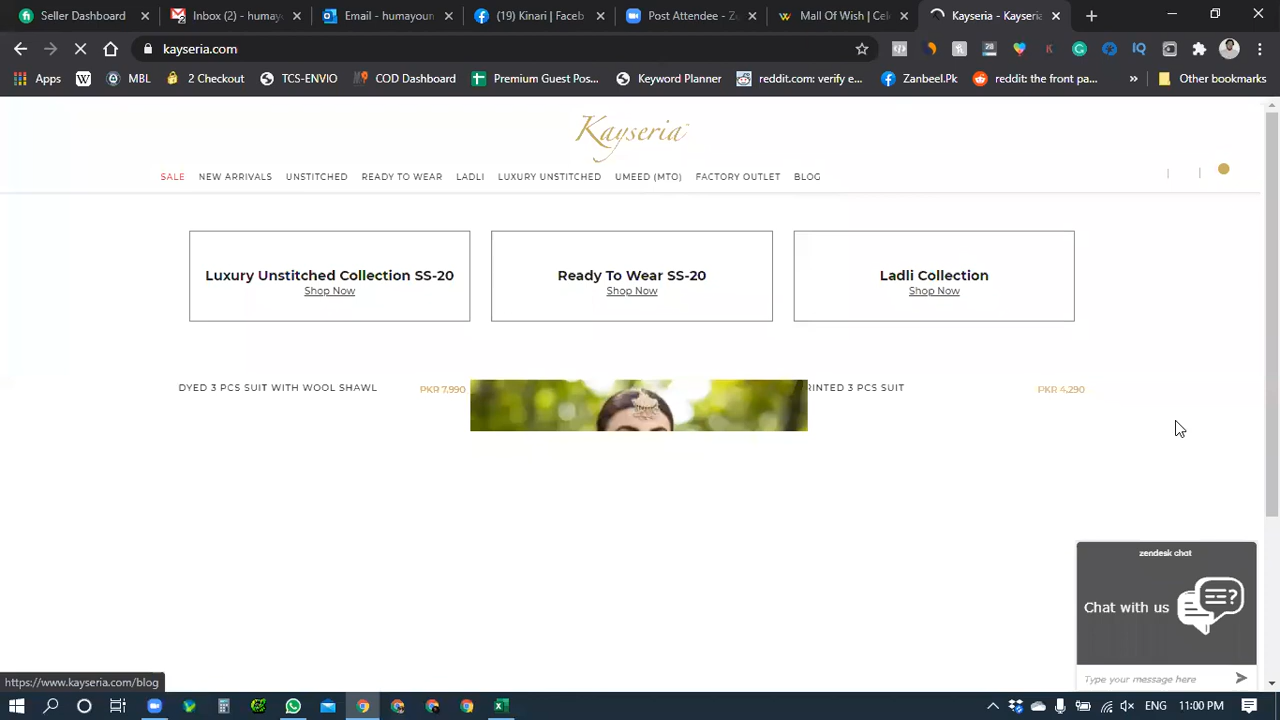 Seller Dashboard
Inbox (2) - huma
Email - humayour
(19) Kinari | Faceb
Post Attendee - Z
Mall Of Wish | Cel
Kayseria - Kayseria
kayseria.com
28
IQ
Apps
MBL
2 Checkout
TCS-ENVIO
COD Dashboard
Premium Guest Pos...
Keyword Planner
reddit.com: verify e...
Zanbeel.Pk
reddit: the front pa...
»
Other bookmarks
Kayseria
SALE NEW ARRIVALS UNSTITCHED READY TO WEAR LADLI LUXURY UNSTITCHED UMEED (MTO) FACTORY OUTLET BLOG
Luxury Unstitched Collection SS-20
Shop Now
Ready To Wear SS-20
Shop Now
Ladli Collection
Shop Now
DYED 3 PCS SUIT WITH WOOL SHAWL PKR 7,990
RINTED 3 PCS SUIT PKR 4,290
zendesk chat
Chat with us
Type your message here
https://www.kayseria.com/blog
ENG 11:00 PM